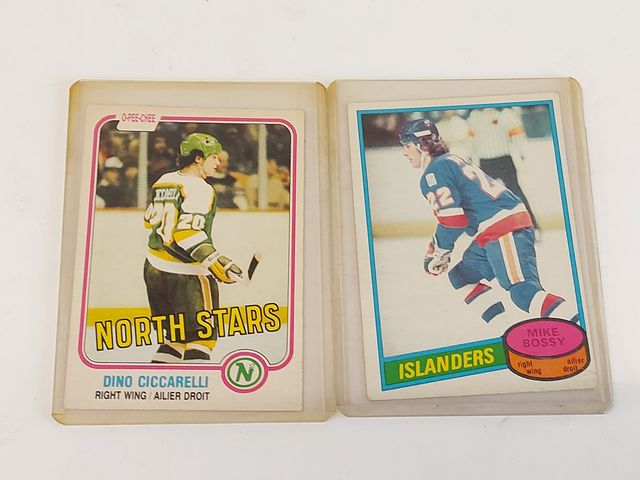 O-PEE-CHEE
20
20
NORTH STARS
DINO CICCARELLI
N
RIGHT WING / AILIER DROIT
22
ISLANDERS
MIKE
BOSSY
right ailier
wing droit